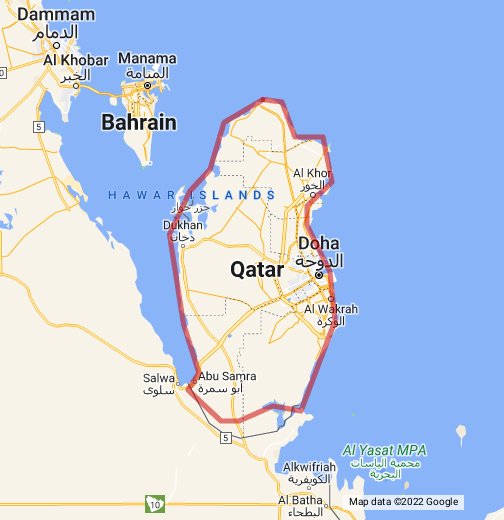 Dammam
الدمام
Al Khobar
الخبر
Manama
المنامة
5
Bahrain
HAWAR ISLANDS
جزر حوار
Al Khor
الخور
Dukhan
دخان
Doha
الدوحة
Qatar
Al Wakrah
الوكرة
Salwa
سلوى
Abu Samra
أبو سمرة
5
Al Yasat MPA
محمية الياسات
البحرية
Alkwifriah
الكويفرية
10
Al Batha
البطحاء
Map data ©2022 Google